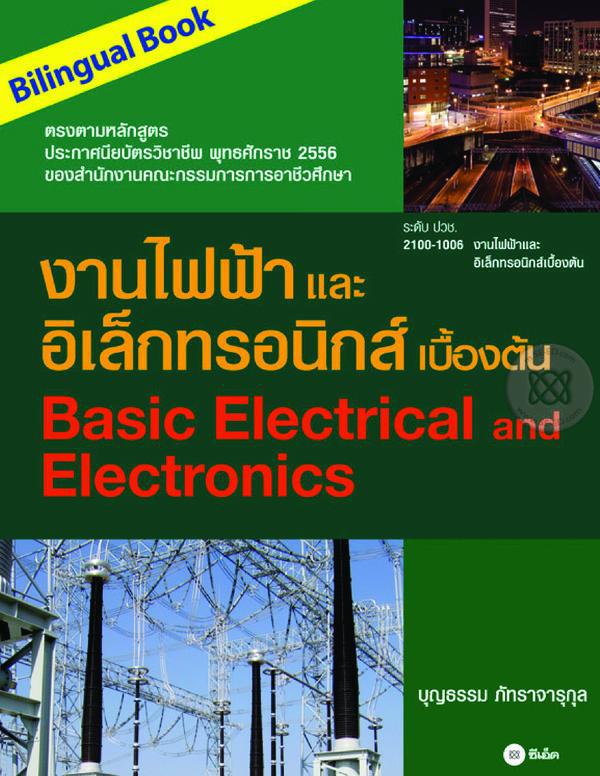 Bilingual Book
ตรงตามหลักสูตร
ประกาศนียบัตรวิชาชีพ พุทธศักราช 2556
ของสำนักงานคณะกรรมการการอาชีวศึกษา
ระดับ ปวช.
2100-1006 งานไฟฟ้าและ
อิเล็กทรอนิกส์เบื้องต้น
งานไฟฟ้า และ
อิเล็กทรอนิกส์ เบื้องต้น
Basic Electrical and
Electronics
บุญธรรม ภัทราจารุกุล
ซีเอ็ด